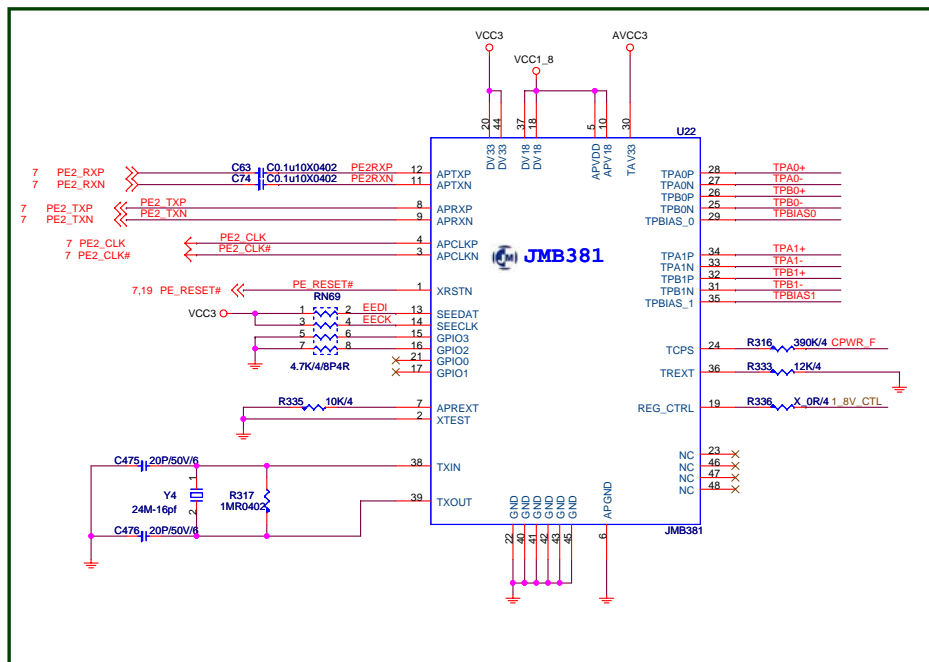 VCC3
AVCC3
VCC1_8
U22
20
44
37
18
5
10
30
DV33
DV33
DV18
DV18
APVDD
APV18
TAV33
7 PE2_RXP C63 C0.1u10X0402 PE2RXP 12 APTXP
7 PE2_RXN C74 C0.1u10X0402 PE2RXN 11 APTXN
7 PE2_TXP PE2_TXP 8 APRXP
7 PE2_TXN PE2_TXN 9 APRXN
7 PE2_CLK PE2_CLK 4 APCLKP
7 PE2_CLK# PE2_CLK# 3 APCLKN
7,19 PE_RESET# PE_RESET# 1 XRSTN
RN69
VCC3 1 2 EEDI 13 SEEDAT
3 4 EECK 14 SEECLK
5 6 15 GPIO3
7 8 16 GPIO2
21 GPIO0
17 GPIO1
4.7K/4/8P4R
R335 10K/4 7 APREXT
2 XTEST
C475 20P/50V/6 38 TXIN
1
Y4
24M-16pf
2
R317
1MR0402
39 TXOUT
C476 20P/50V/6
JM JMB381
TPA0P 28 TPA0+
TPA0N 27 TPA0-
TPB0P 26 TPB0+
TPB0N 25 TPB0-
TPBIAS_0 29 TPBIAS0
TPA1P 34 TPA1+
TPA1N 33 TPA1-
TPB1P 32 TPB1+
TPB1N 31 TPB1-
TPBIAS_1 35 TPBIAS1
TCPS 24 R316 390K/4 CPWR_F
TREXT 36 R333 12K/4
REG_CTRL 19 R336 X_0R/4 1_8V_CTL
NC 23
NC 46
NC 47
NC 48
GND
GND
GND
GND
GND
GND
APGND
22
40
41
42
43
45
6
JMB381